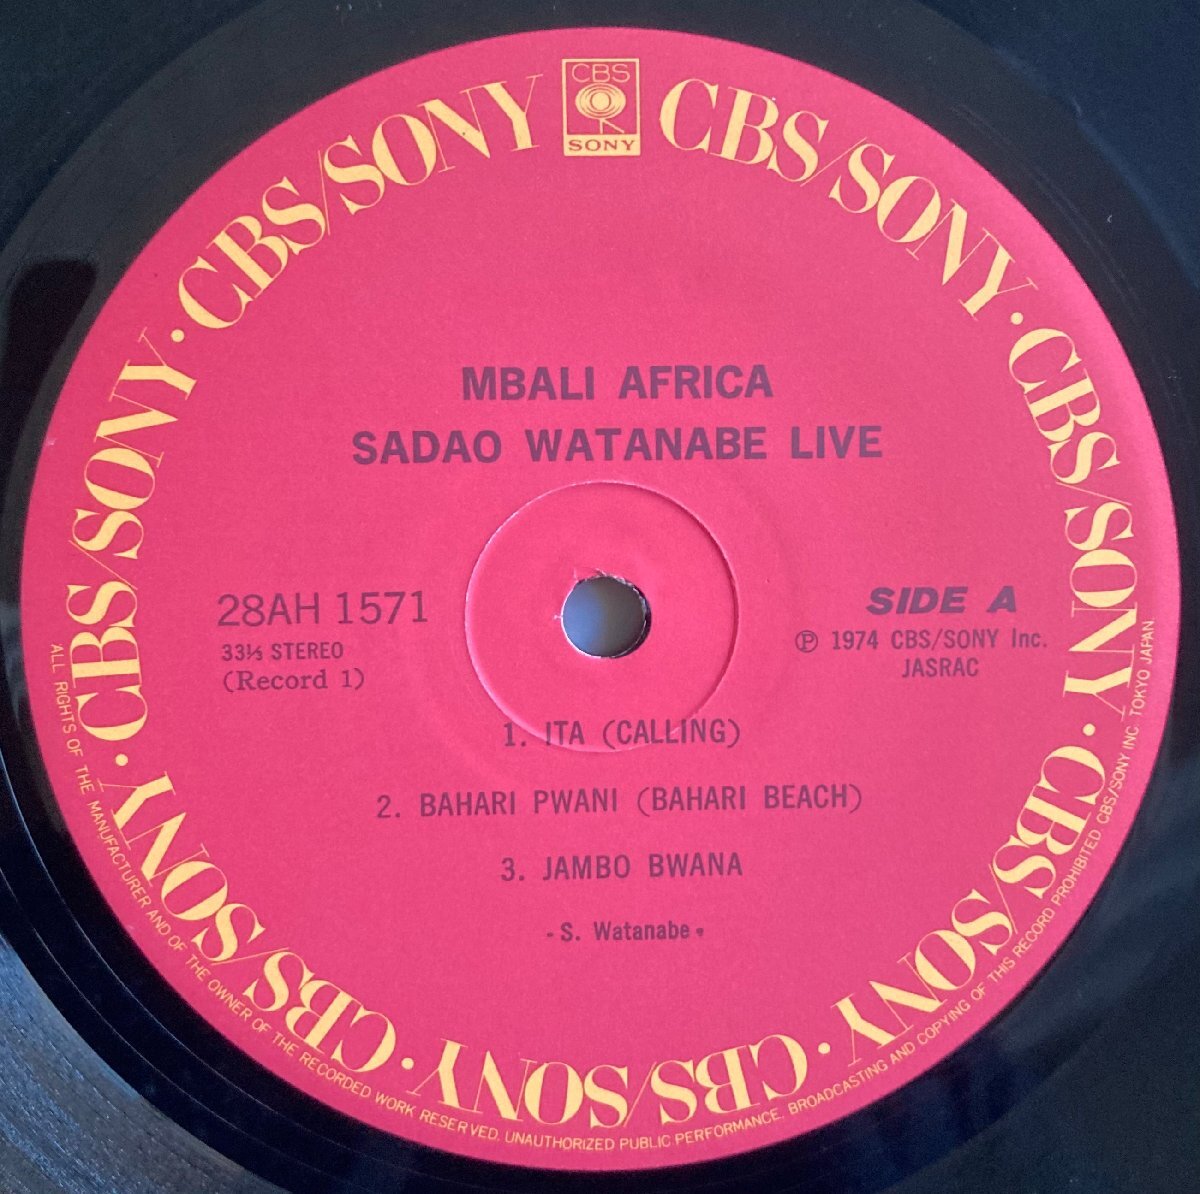 CBS
SONY
CBS/SONY · CBS/SONY · CBS/SONY · CBS/SONY · CBS/SONY · CBS/SONY · CBS/SONY · CBS/SONY
MBALI AFRICA
SADAO WATANABE LIVE
28AH 1571
33⅓ STEREO
(Record 1)
SIDE A
Ⓟ 1974 CBS/SONY Inc.
JASRAC
1. ITA (CALLING)
2. BAHARI PWANI (BAHARI BEACH)
3. JAMBO BWANA
- S. Watanabe -
ALL RIGHTS OF THE MANUFACTURER AND OF THE OWNER OF THE RECORDED WORK RESERVED. UNAUTHORIZED PUBLIC PERFORMANCE, BROADCASTING AND COPYING OF THIS RECORD PROHIBITED CBS/SONY INC. TOKYO JAPAN